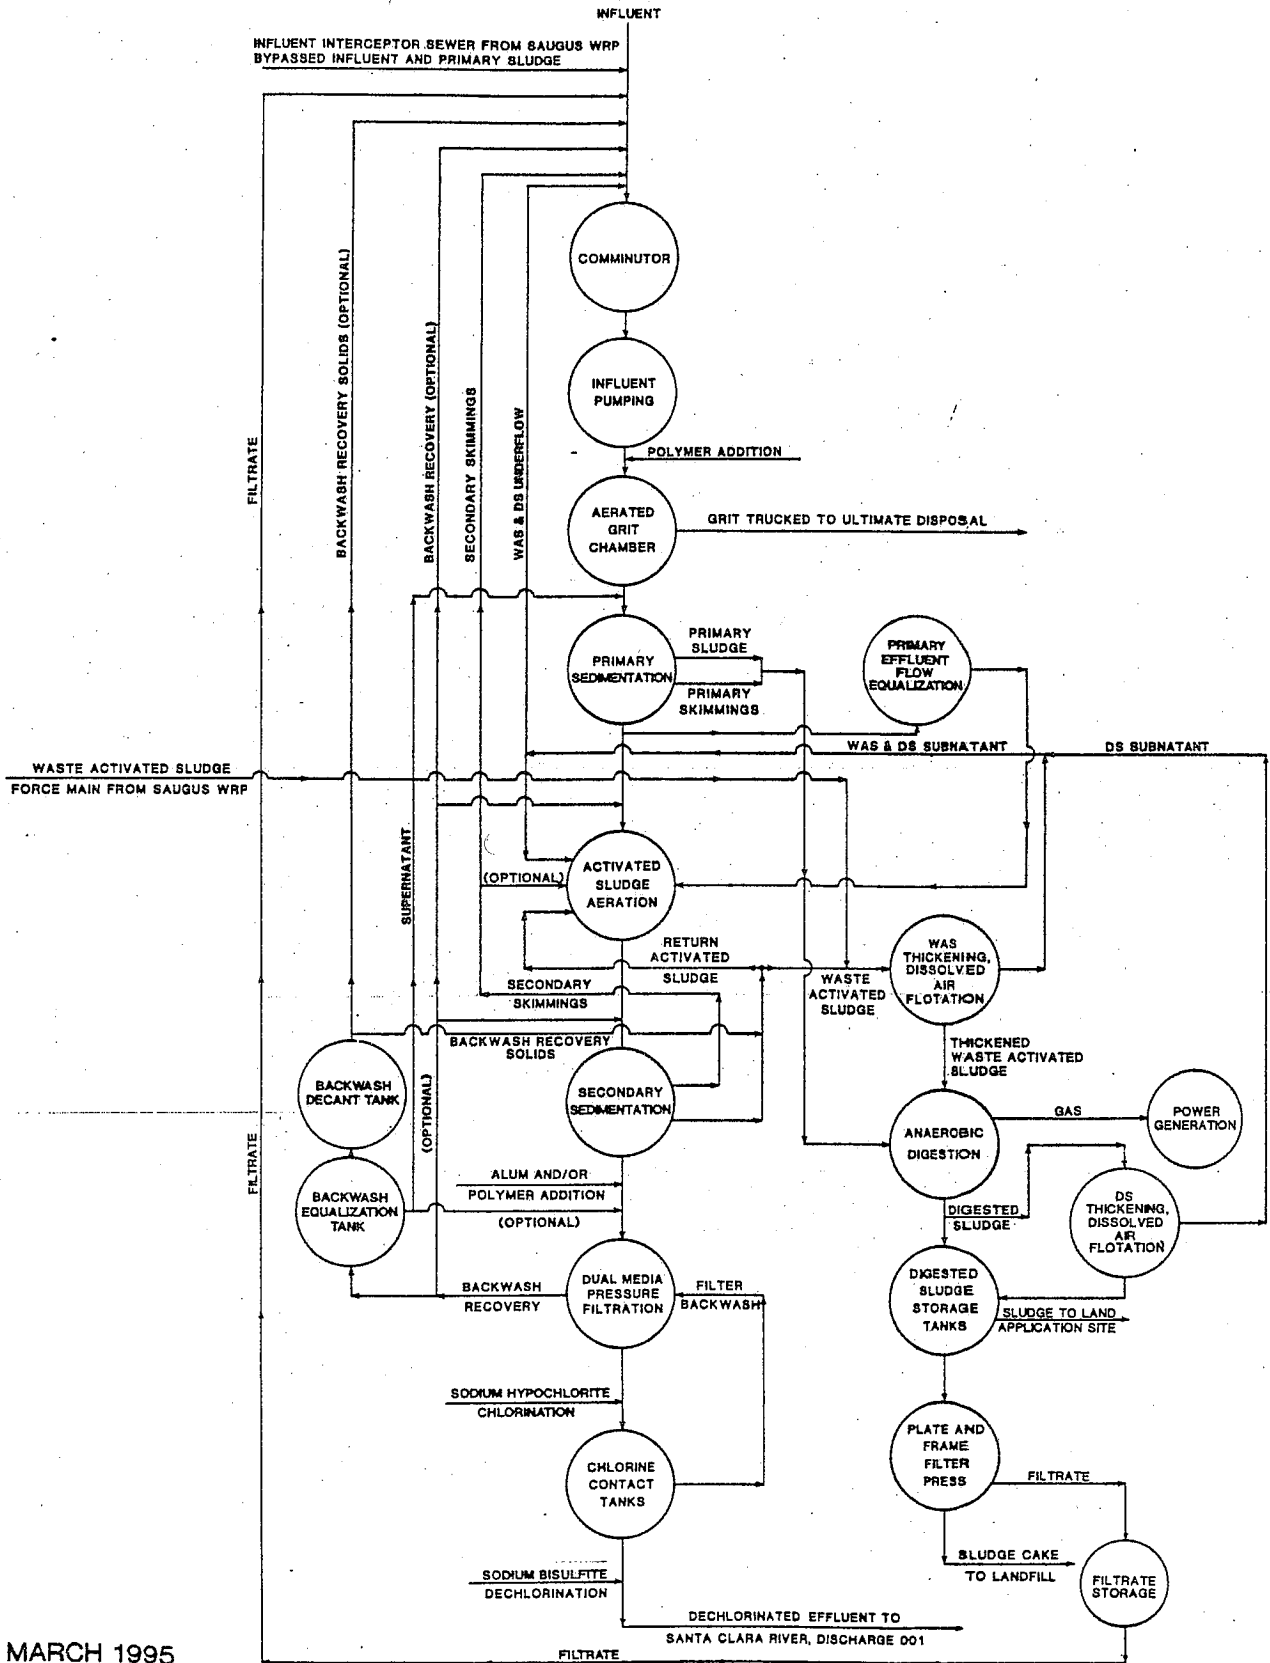 INFLUENT
INFLUENT INTERCEPTOR SEWER FROM SAUGUS WRP
BYPASSED INFLUENT AND PRIMARY SLUDGE
COMMINUTOR
INFLUENT
PUMPING
POLYMER ADDITION
AERATED
GRIT
CHAMBER
GRIT TRUCKED TO ULTIMATE DISPOSAL
FILTRATE
BACKWASH RECOVERY SOLIDS (OPTIONAL)
BACKWASH RECOVERY (OPTIONAL)
SECONDARY SKIMMINGS
WAS & DS UNDERFLOW
PRIMARY
SEDIMENTATION
PRIMARY
SLUDGE
PRIMARY
SKIMMINGS
PRIMARY
EFFLUENT
FLOW
EQUALIZATION
WAS & DS SUBNATANT
DS SUBNATANT
WASTE ACTIVATED SLUDGE
FORCE MAIN FROM SAUGUS WRP
SUPERNATANT
(OPTIONAL)
ACTIVATED
SLUDGE
AERATION
RETURN
ACTIVATED
SLUDGE
WASTE
ACTIVATED
SLUDGE
WAS
THICKENING,
DISSOLVED
AIR
FLOTATION
SECONDARY
SKIMMINGS
BACKWASH RECOVERY
SOLIDS
THICKENED
WASTE ACTIVATED
SLUDGE
BACKWASH
DECANT TANK
(OPTIONAL)
SECONDARY
SEDIMENTATION
ANAEROBIC
DIGESTION
GAS
POWER
GENERATION
FILTRATE
BACKWASH
EQUALIZATION
TANK
ALUM AND/OR
POLYMER ADDITION
(OPTIONAL)
DIGESTED
SLUDGE
DS
THICKENING,
DISSOLVED
AIR
FLOTATION
BACKWASH
RECOVERY
DUAL MEDIA
PRESSURE
FILTRATION
FILTER
BACKWASH
DIGESTED
SLUDGE
STORAGE
TANKS
SLUDGE TO LAND
APPLICATION SITE
SODIUM HYPOCHLORITE
CHLORINATION
CHLORINE
CONTACT
TANKS
PLATE AND
FRAME
FILTER
PRESS
FILTRATE
SLUDGE CAKE
TO LANDFILL
FILTRATE
STORAGE
SODIUM BISULFITE
DECHLORINATION
DECHLORINATED EFFLUENT TO
SANTA CLARA RIVER, DISCHARGE 001
MARCH 1995
FILTRATE